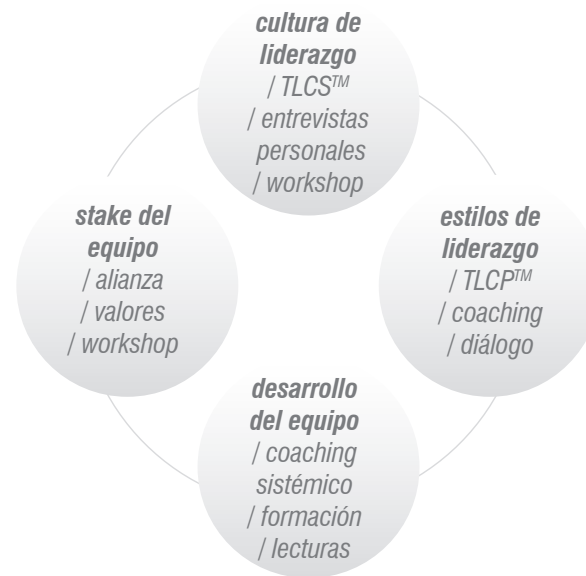 cultura de
liderazgo
/ TLCS™
/ entrevistas
personales
/ workshop
stake del
equipo
/ alianza
/ valores
/ workshop
estilos de
liderazgo
/ TLCP™
/ coaching
/ diálogo
desarrollo
del equipo
/ coaching
sistémico
/ formación
/ lecturas